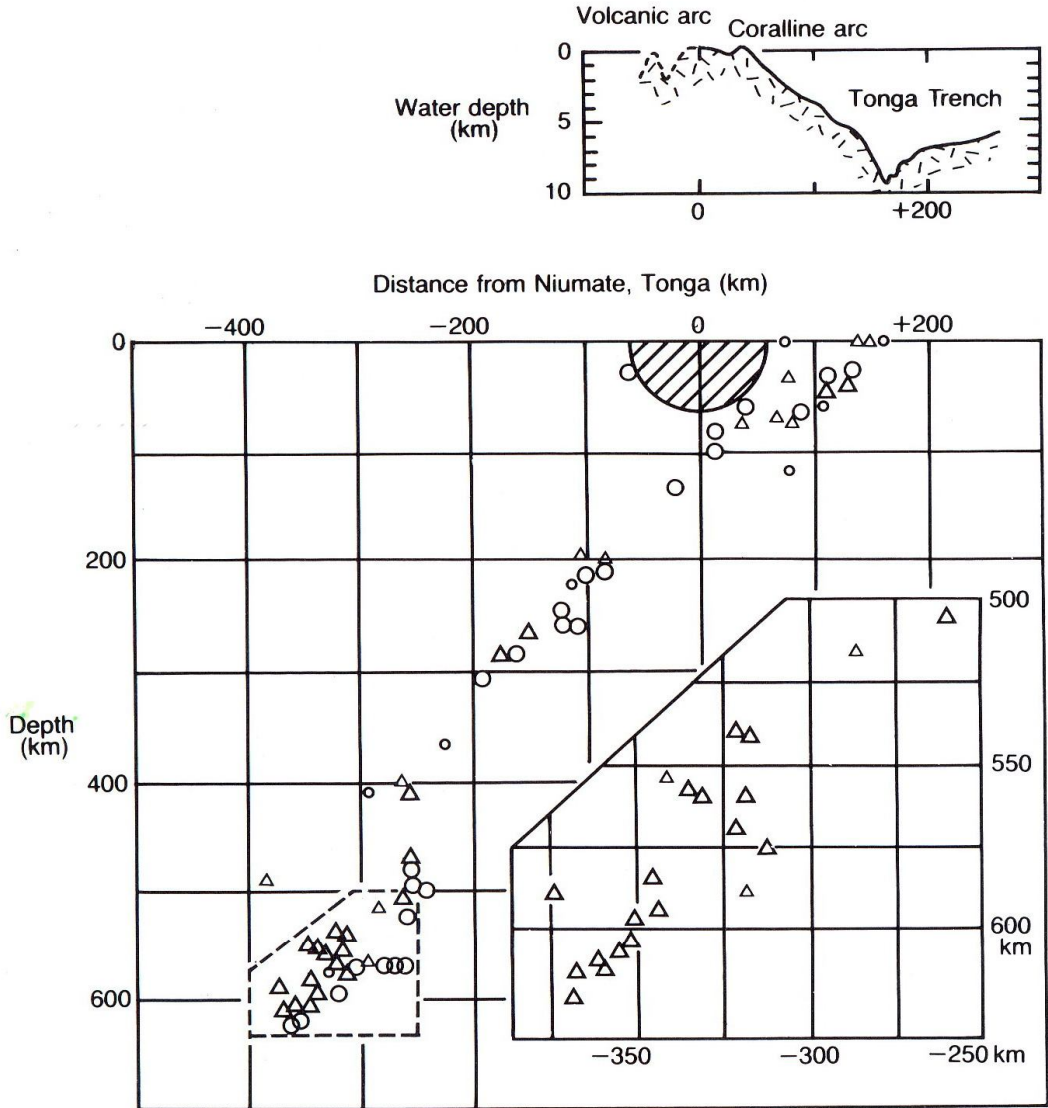 Volcanic arc
Coralline arc
0
Water depth
(km)
Tonga Trench
5
10
0
+200
Distance from Niumate, Tonga (km)
−400
−200
0
+200
0
200
500
Depth
(km)
400
550
600
600
km
−350
−300
−250 km